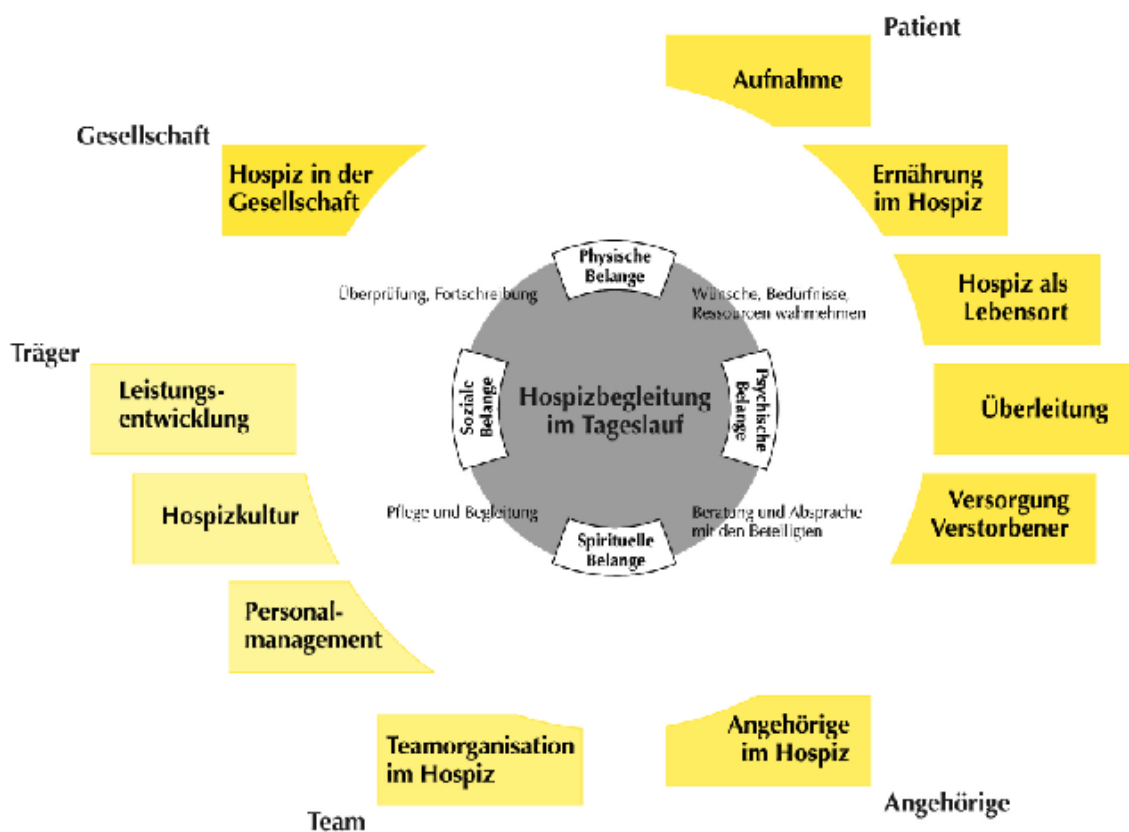 Patient
Aufnahme
Gesellschaft
Hospiz in der
Gesellschaft
Ernährung
im Hospiz
Physische
Belange
Überprüfung, Fortschreibung
Wünsche, Bedurfnisse,
Ressourcen wahrnehmen
Hospiz als
Lebensort
Träger
Leistungs-
entwicklung
Soziale
Belange
Hospizbegleitung
im Tageslauf
Psychische
Belange
Überleitung
Hospizkultur
Pflege und Begleitung
Beratung und Absprache
mit den Beteiligten
Versorgung
Verstorbener
Spirituelle
Belange
Personal-
management
Teamorganisation
im Hospiz
Angehörige
im Hospiz
Team
Angehörige